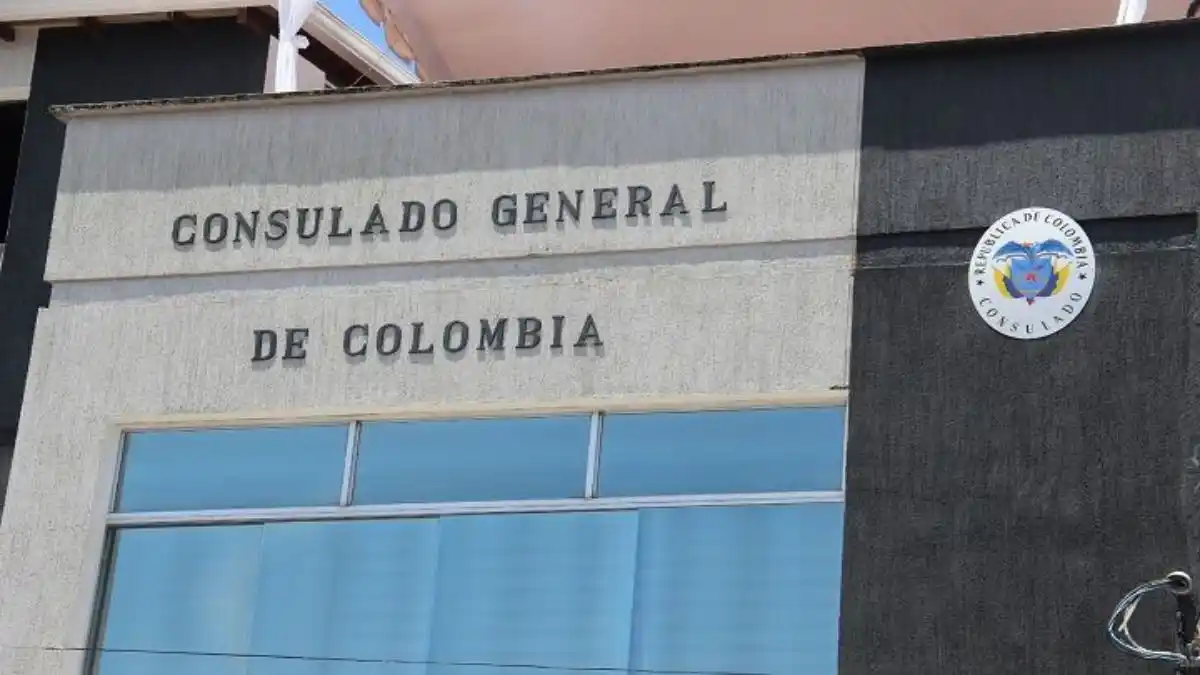 CONSULADO GENERAL
DE COLOMBIA
REPUBLICA DE COLOMBIA
CONSULADO